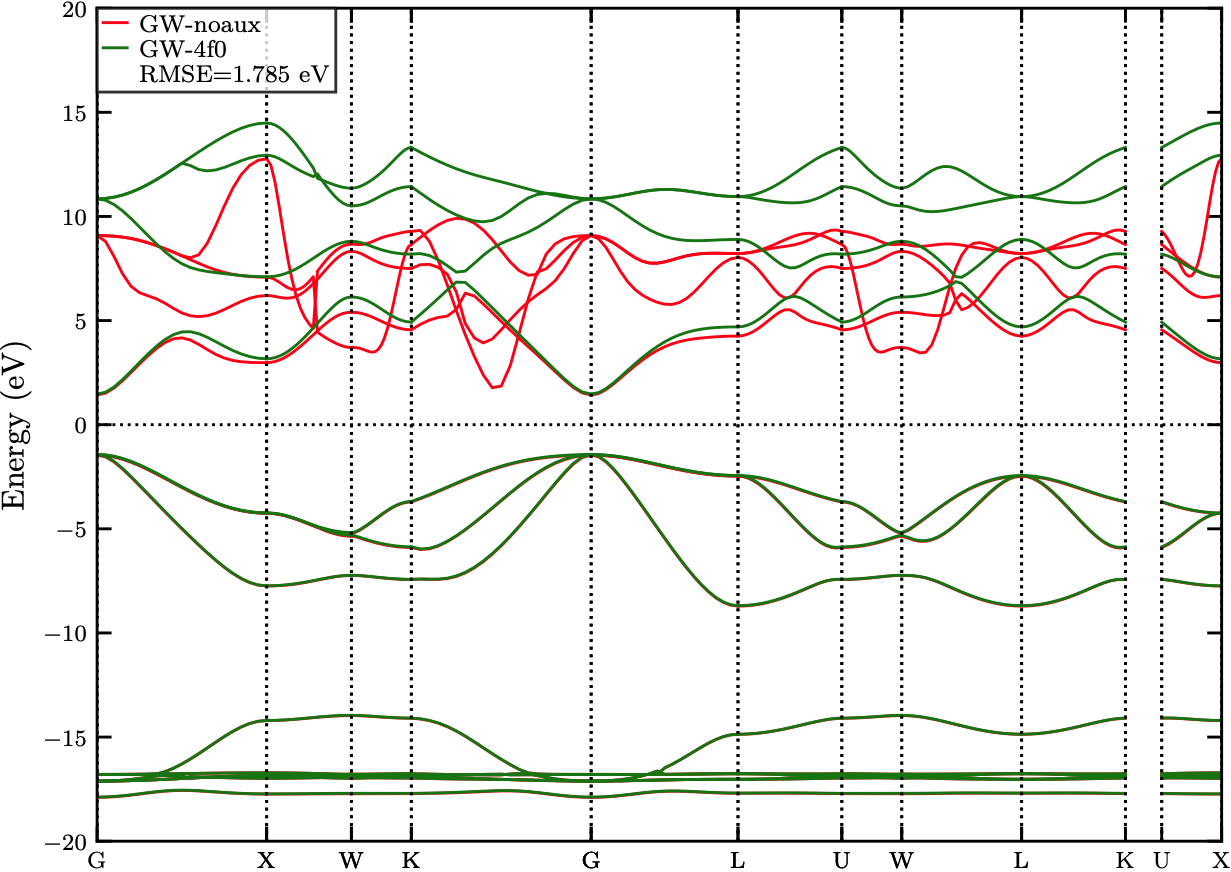 GW-noaux
GW-4f0
RMSE=1.785 eV
20
15
10
5
0
−5
−10
−15
−20
Energy (eV)
G X W K G L U W L K U X